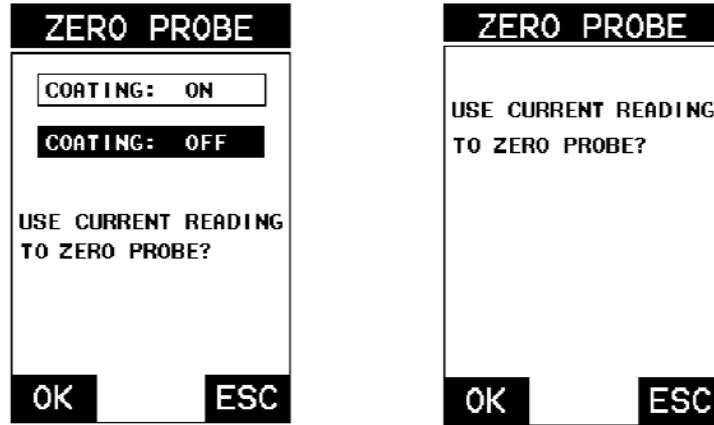 ZERO PROBE
COATING: ON
COATING: OFF
USE CURRENT READING
TO ZERO PROBE?
OK ESC
ZERO PROBE
USE CURRENT READING
TO ZERO PROBE?
OK ESC